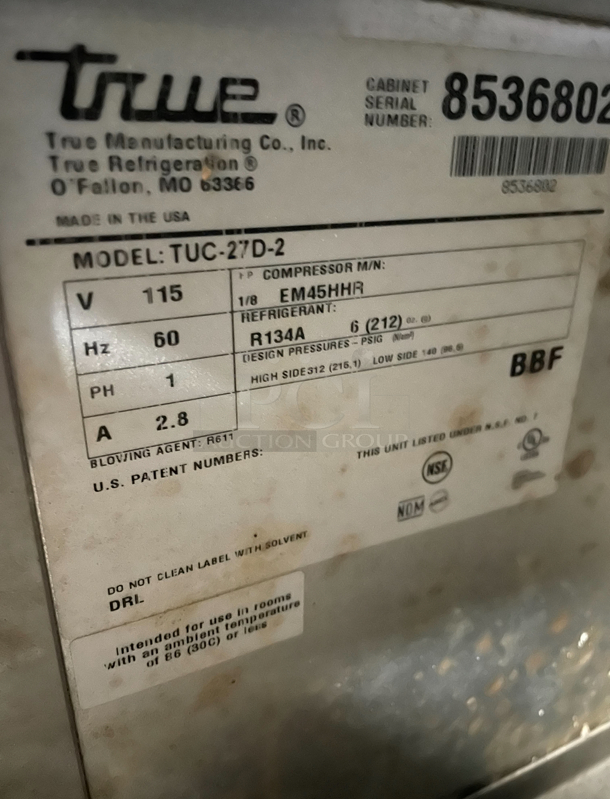 true®
True Manufacturing Co., Inc.
True Refrigeration ®
O'Fallon, MO 63366
MADE IN THE USA
CABINET
SERIAL
NUMBER:
8536802
8536802
MODEL: TUC-27D-2
V 115
Hz 60
PH 1
A 2.8
HP COMPRESSOR M/N:
1/8 EM45HHR
REFRIGERANT:
R134A 6 (212) oz. (G)
DESIGN PRESSURES - PSIG
HIGH SIDE 312 (215,1) LOW SIDE 140
BBF
BLOWING AGENT: R611
U.S. PATENT NUMBERS:
THIS UNIT LISTED UNDER N.S.F. NO. 7
NSF
UL
NOM
AUCTION GROUP
DO NOT CLEAN LABEL WITH SOLVENT
DRL
Intended for use in rooms
with an ambient temperature
of 86 (30C) or less